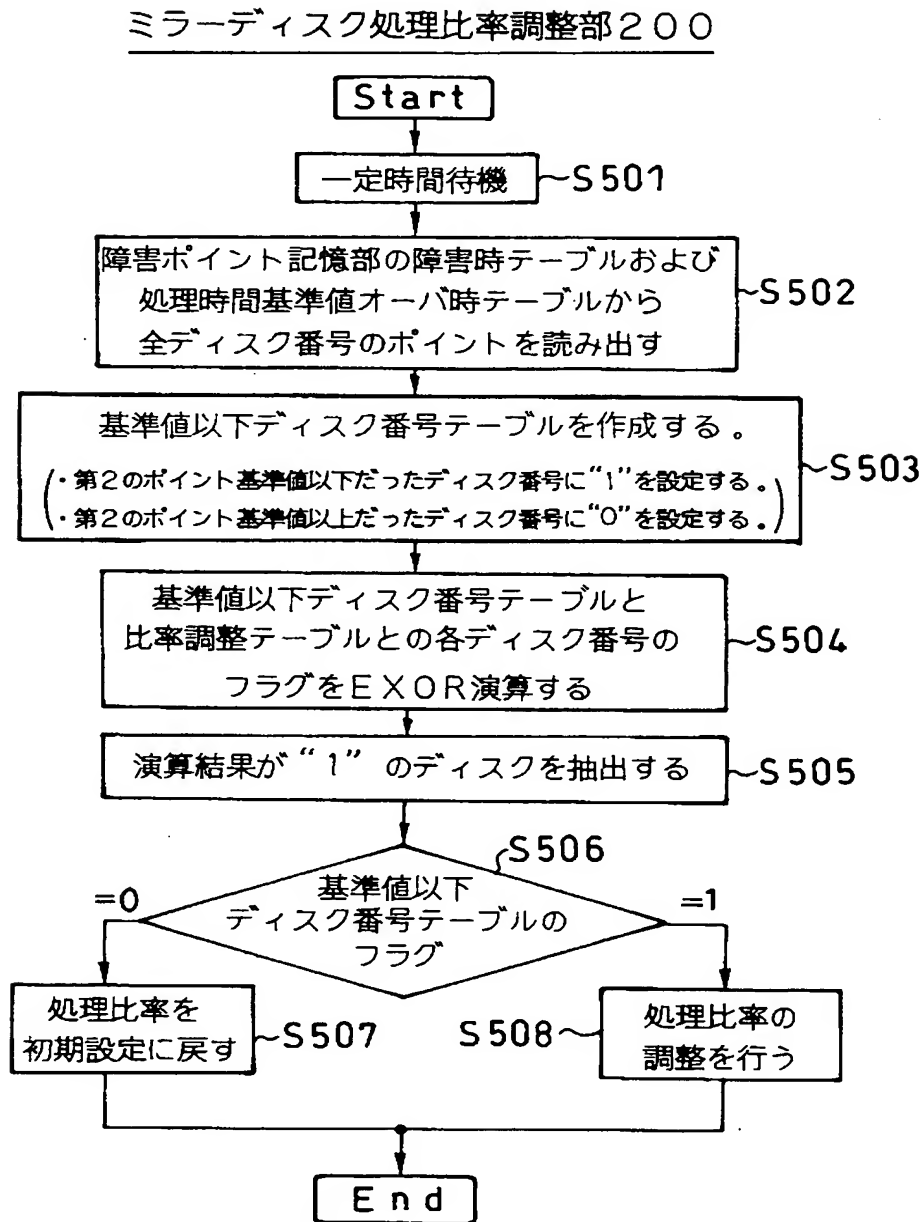 ミラーディスク処理比率調整部200
Start
一定時間待機
S501
障害ポイント記憶部の障害時テーブルおよび
処理時間基準値オーバ時テーブルから
全ディスク番号のポイントを読み出す
S502
基準値以下ディスク番号テーブルを作成する。
(・第2のポイント基準値以下だったディスク番号に“1”を設定する。
・第2のポイント基準値以上だったディスク番号に“0”を設定する。)
S503
基準値以下ディスク番号テーブルと
比率調整テーブルとの各ディスク番号の
フラグをEXOR演算する
S504
演算結果が“1”のディスクを抽出する
S505
S506
基準値以下
ディスク番号テーブルの
フラグ
=0
=1
処理比率を
初期設定に戻す
S507
S508
処理比率の
調整を行う
End